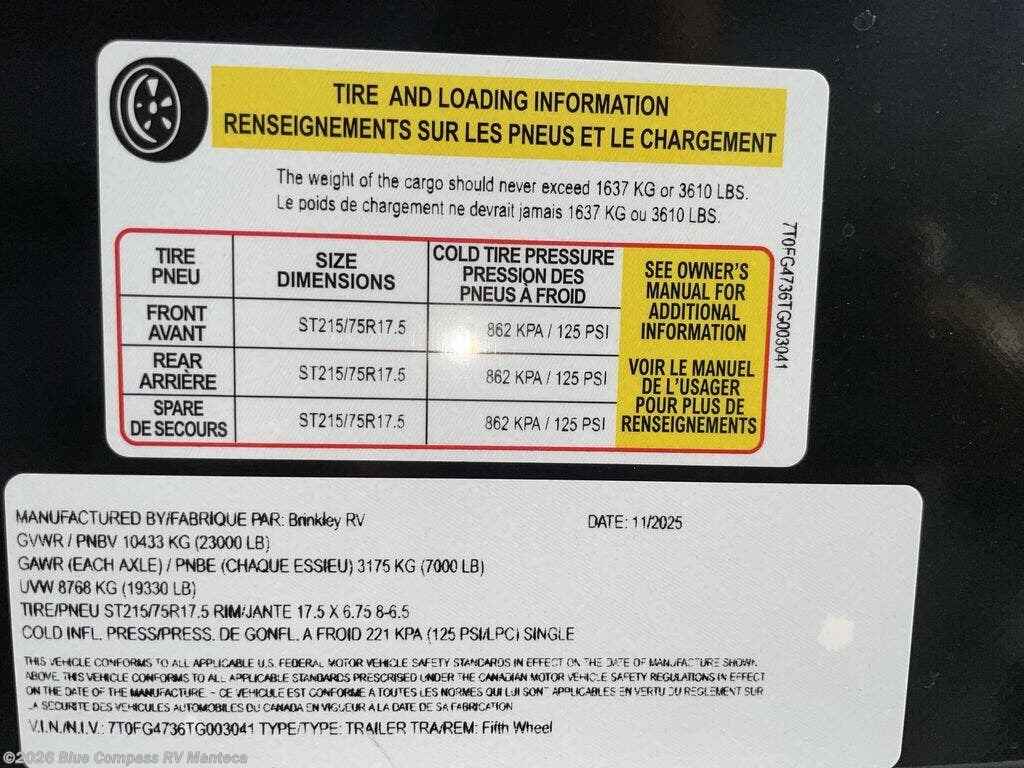 TIRE AND LOADING INFORMATION
RENSEIGNEMENTS SUR LES PNEUS ET LE CHARGEMENT
The weight of the cargo should never exceed 1637 KG or 3610 LBS.
Le poids de chargement ne devrait jamais 1637 KG ou 3610 LBS.
TIRE
PNEU
SIZE
DIMENSIONS
COLD TIRE PRESSURE
PRESSION DES
PNEUS À FROID
FRONT
AVANT
ST215/75R17.5
862 KPA / 125 PSI
REAR
ARRIÈRE
ST215/75R17.5
862 KPA / 125 PSI
SPARE
DE SECOURS
ST215/75R17.5
862 KPA / 125 PSI
SEE OWNER'S
MANUAL FOR
ADDITIONAL
INFORMATION
VOIR LE MANUEL
DE L'USAGER
POUR PLUS DE
RENSEIGNEMENTS
7T0FG4736TG003041
MANUFACTURED BY/FABRIQUE PAR: Brinkley RV DATE: 11/2025
GVWR / PNBV 10433 KG (23000 LB)
GAWR (EACH AXLE) / PNBE (CHAQUE ESSIEU) 3175 KG (7000 LB)
UVW 8768 KG (19330 LB)
TIRE/PNEU ST215/75R17.5 RIM/JANTE 17.5 X 6.75 8-6.5
COLD INFL. PRESS/PRESS. DE GONFL. A FROID 221 KPA (125 PSI/LPC) SINGLE
THIS VEHICLE CONFORMS TO ALL APPLICABLE U.S. FEDERAL MOTOR VEHICLE SAFETY STANDARDS IN EFFECT ON THE DATE OF MANUFACTURE SHOWN
ABOVE. THIS VEHICLE CONFORMS TO ALL APPLICABLE STANDARDS PRESCRISED UNDER THE CANADIAN MOTOR VEHICLE SAFETY REGULATIONS IN EFFECT
ON THE DATE OF THE MANUFACTURE. - CE VEHICULE EST CONFORME A TOUTES LES NORMES QUI LUI SONT APPLICABLES EN VERTU DU REGLEMENT SUR
LA SECURITE DES VEHICULES AUTOMOBILES DU CANADA EN VIGUEUR A LA DATE DE SA FABRICATION
V.I.N./N.I.V.: 7T0FG4736TG003041 TYPE/TYPE: TRAILER TRA/REM: Fifth Wheel
©2026 Blue Compass RV Manteca